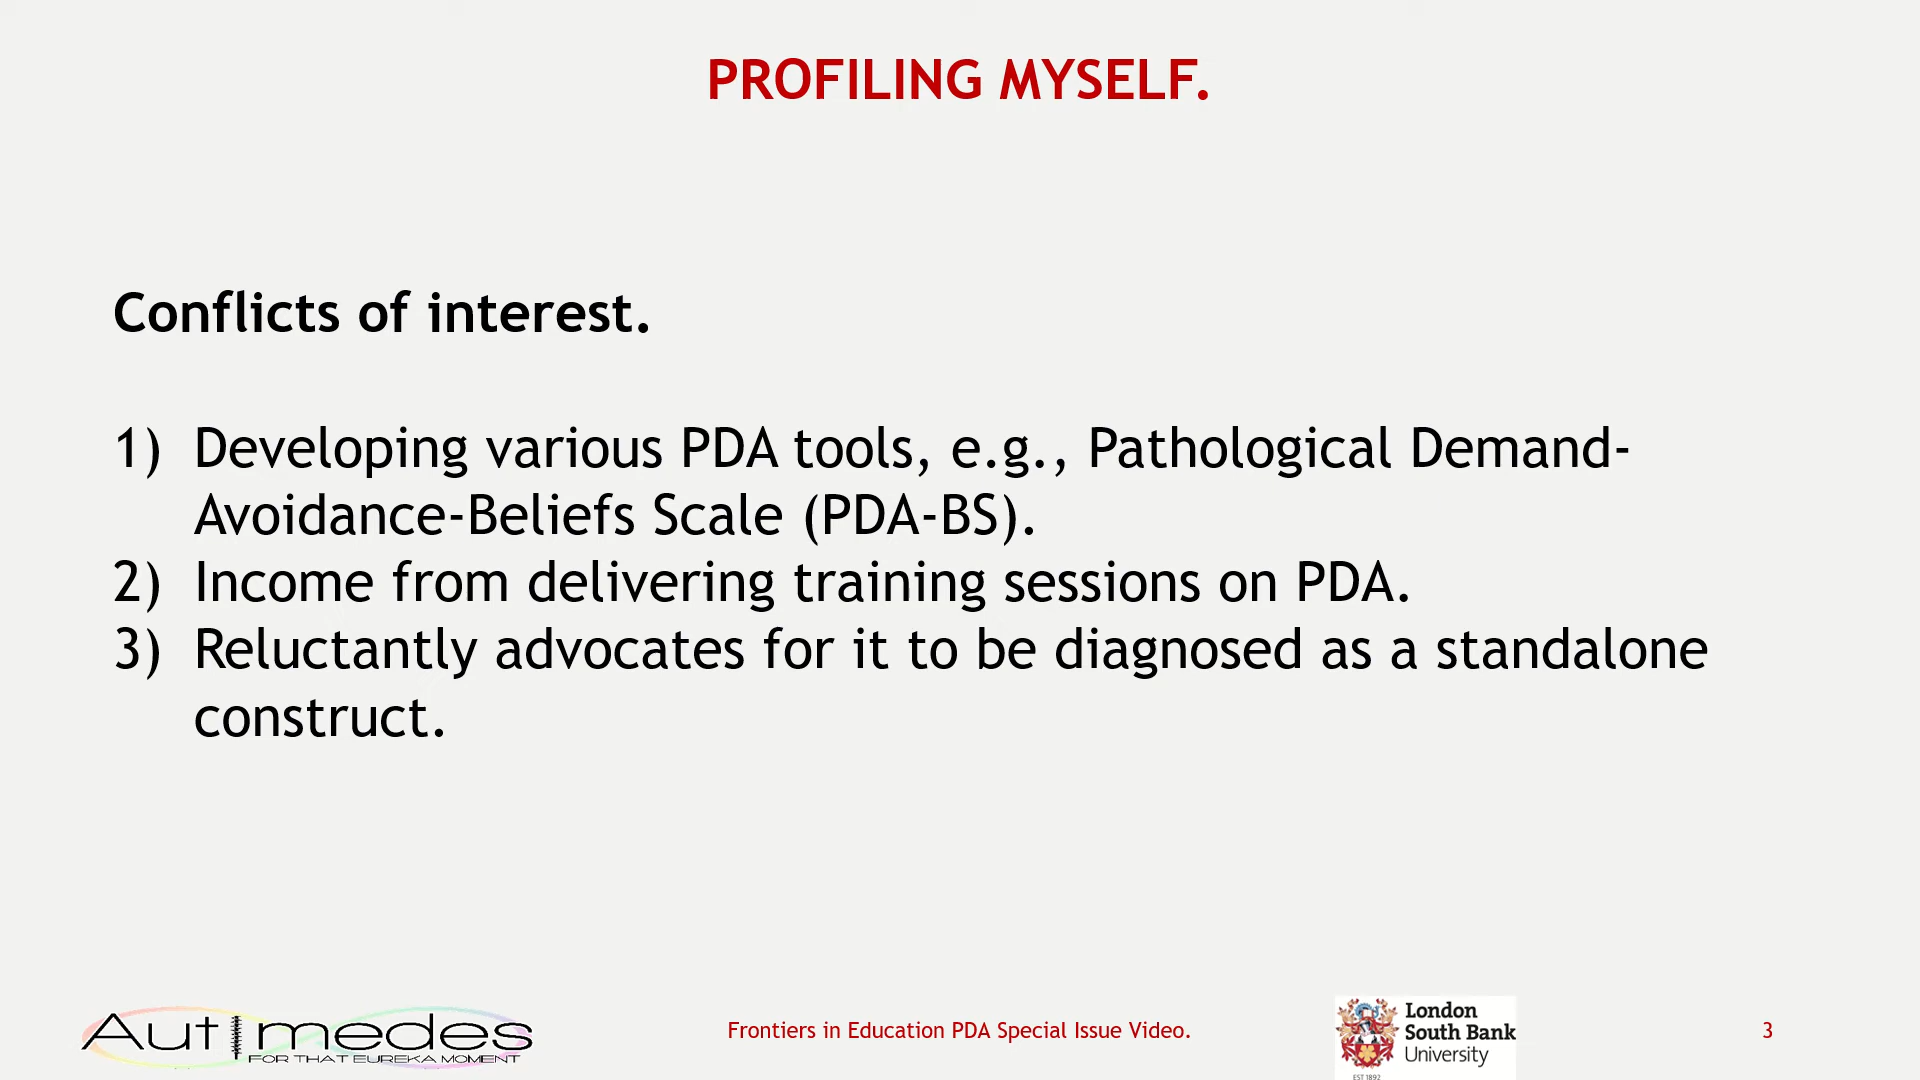 PROFILING MYSELF.
Conflicts of interest.
1) Developing various PDA tools, e.g., Pathological Demand-
Avoidance-Beliefs Scale (PDA-BS).
2) Income from delivering training sessions on PDA.
3) Reluctantly advocates for it to be diagnosed as a standalone
construct.
Autimedes
FOR THAT EUREKA MOMENT
Frontiers in Education PDA Special Issue Video.
London
South Bank
University
EST 1892
3